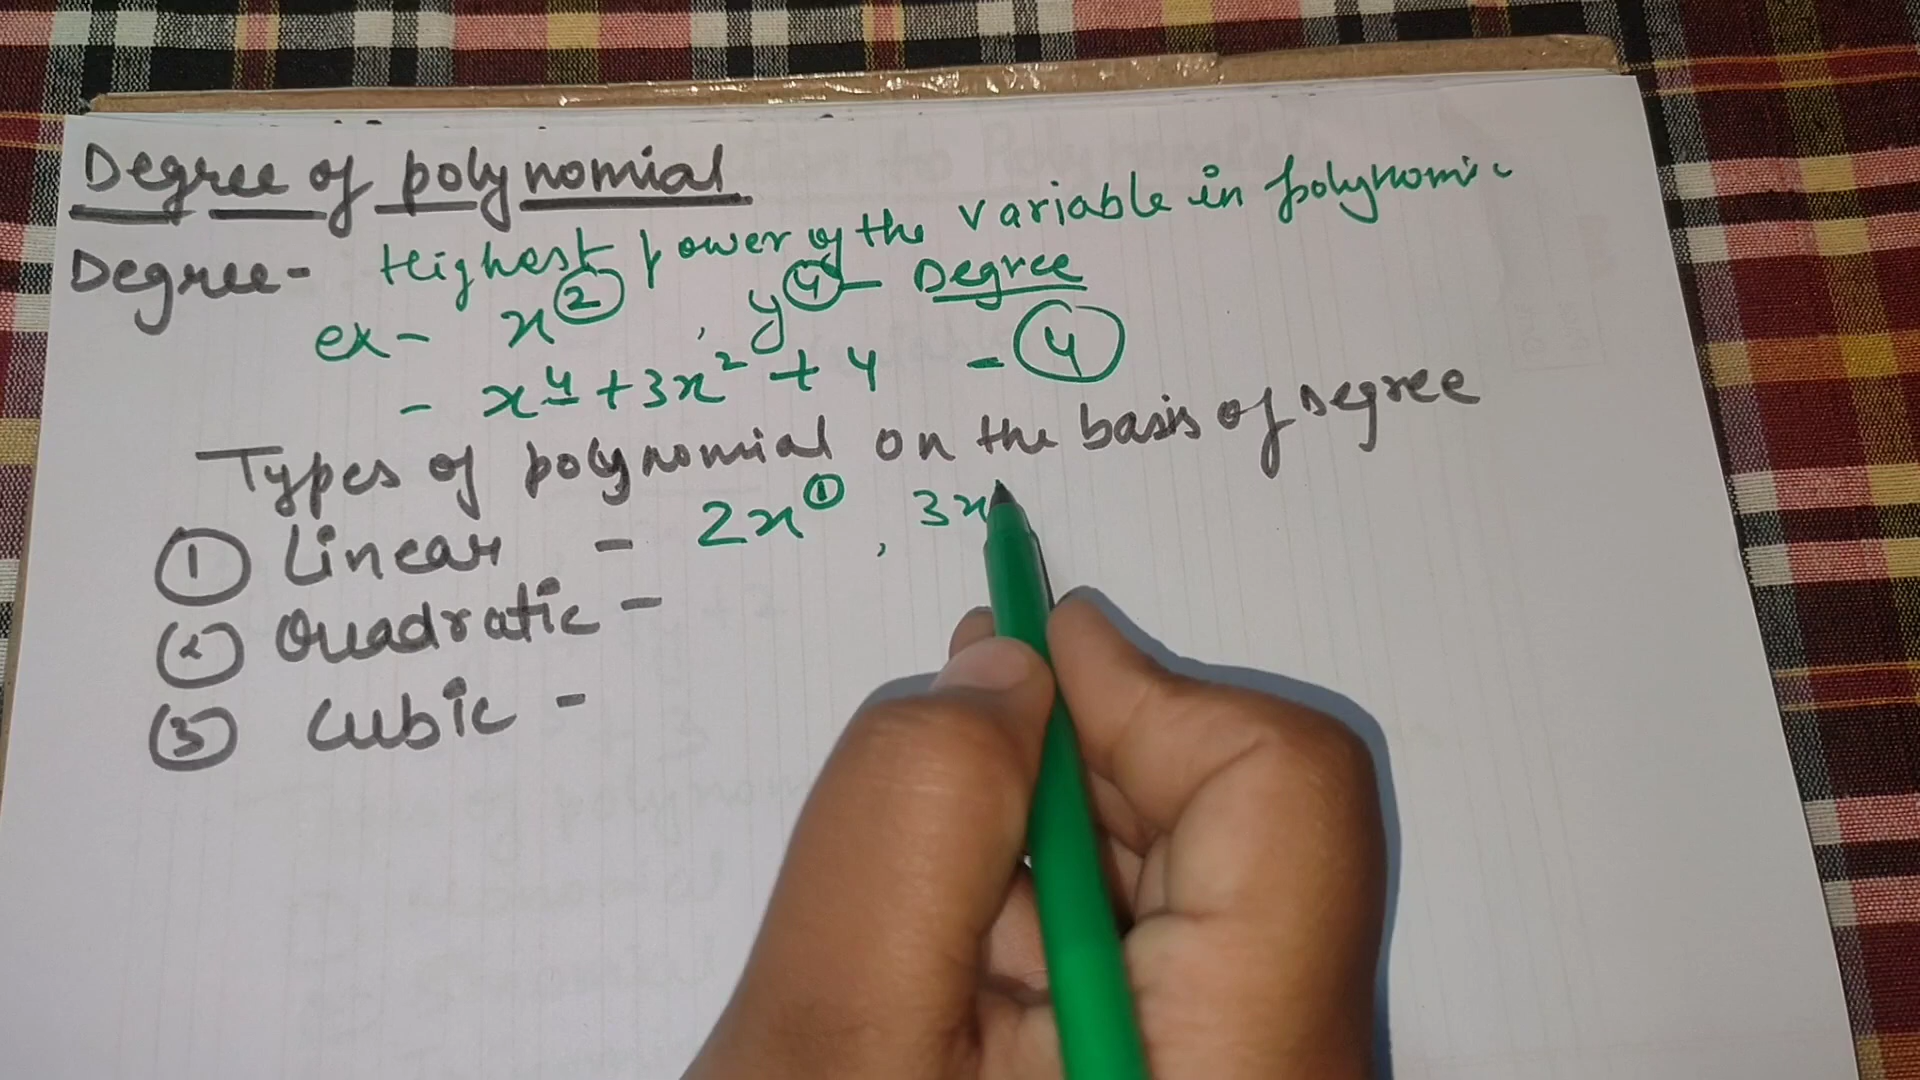 Degree of polynomial
Degree - Highest power of the variable in polynomi
ex - x² , y⁴ - Degree
- x⁴ + 3x² + 4 - 4
Types of polynomial on the basis of Degree
1 Linear - 2x¹ , 3x
2 Quadratic -
3 Cubic -